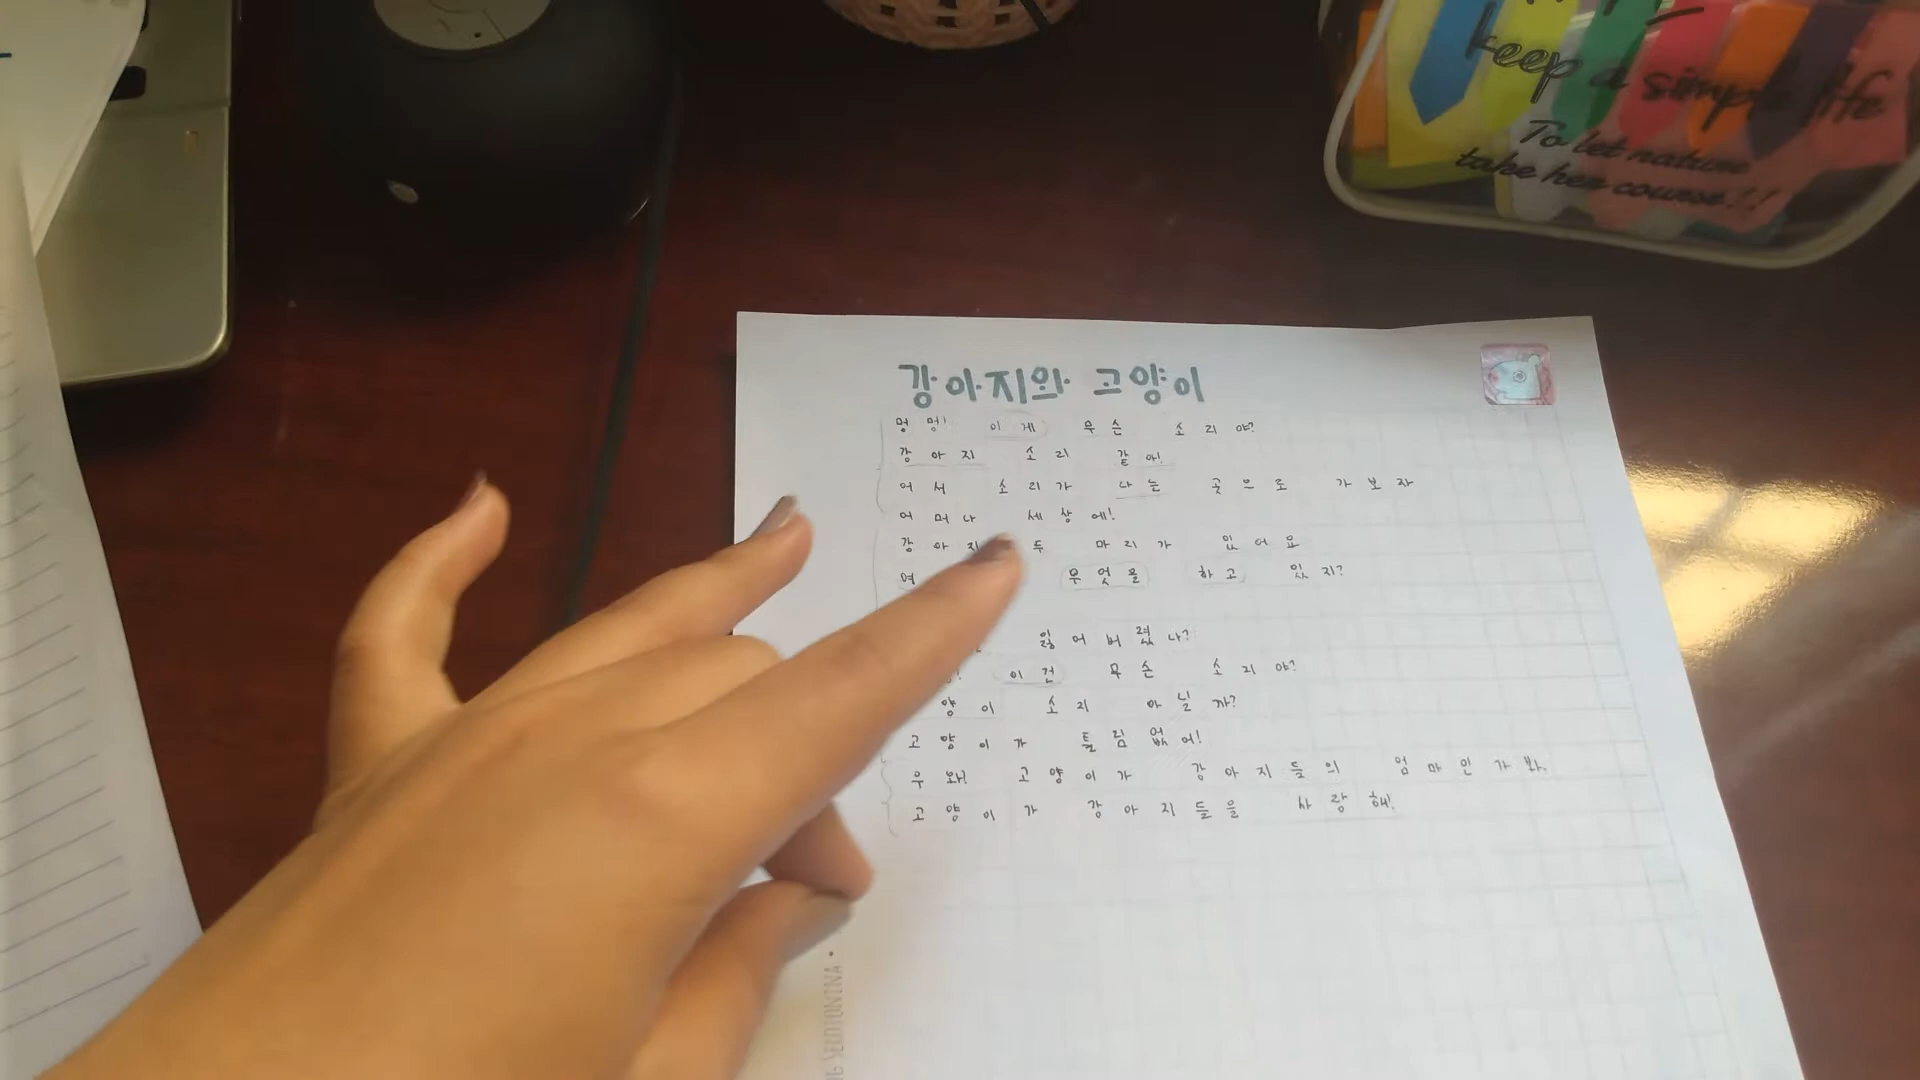 keep a simple life
To let nature
take her course!!
강아지와 고양이
멍멍! 이게 무슨 소리야?
강아지 소리 같아!
어서 소리가 나는 곳으로 가보자
어머나 세상에!
강아지 두 마리가 있어요
여 무엇을 하고 있지?
잃어버렸나?
이건 무슨 소리야?
양이 소리 아닐까?
고양이가 틀림없어!
우와! 고양이가 강아지들의 엄마인가봐.
고양이가 강아지들을 사랑해!